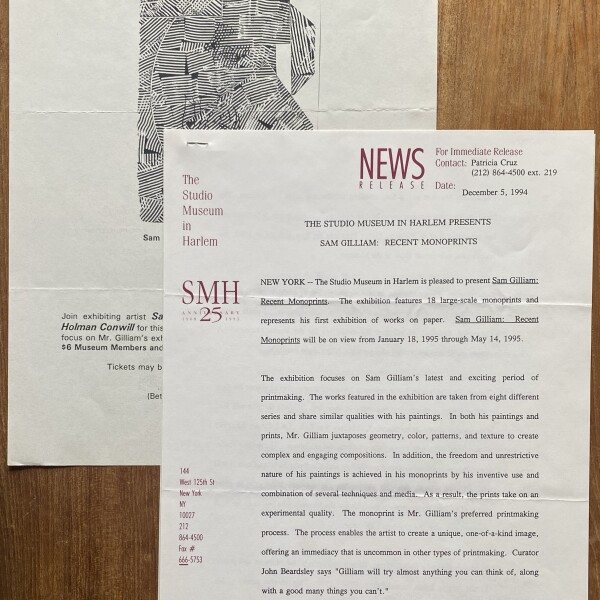 Sam
Join exhibiting artist Sa
Holman Conwill for this
focus on Mr. Gilliam's exh
$6 Museum Members and
Tickets may b
(Bet
The
Studio
Museum
in
Harlem
NEWS
RELEASE
For Immediate Release
Contact: Patricia Cruz
(212) 864-4500 ext. 219
Date: December 5, 1994
THE STUDIO MUSEUM IN HARLEM PRESENTS
SAM GILLIAM: RECENT MONOPRINTS
SMH
ANNIVERSARY
25
NEW YORK -- The Studio Museum in Harlem is pleased to present Sam Gilliam:
Recent Monoprints. The exhibition features 18 large-scale monoprints and
represents his first exhibition of works on paper. Sam Gilliam: Recent
Monoprints will be on view from January 18, 1995 through May 14, 1995.
The exhibition focuses on Sam Gilliam's latest and exciting period of
printmaking. The works featured in the exhibition are taken from eight different
series and share similar qualities with his paintings. In both his paintings and
prints, Mr. Gilliam juxtaposes geometry, color, patterns, and texture to create
complex and engaging compositions. In addition, the freedom and unrestrictive
nature of his paintings is achieved in his monoprints by his inventive use and
combination of several techniques and media. As a result, the prints take on an
experimental quality. The monoprint is Mr. Gilliam's preferred printmaking
process. The process enables the artist to create a unique, one-of-a-kind image,
offering an immediacy that is uncommon in other types of printmaking. Curator
John Beardsley says "Gilliam will try almost anything you can think of, along
with a good many things you can't."
144
West 125th St
New York
NY
10027
212
864-4500
Fax #
666-5753